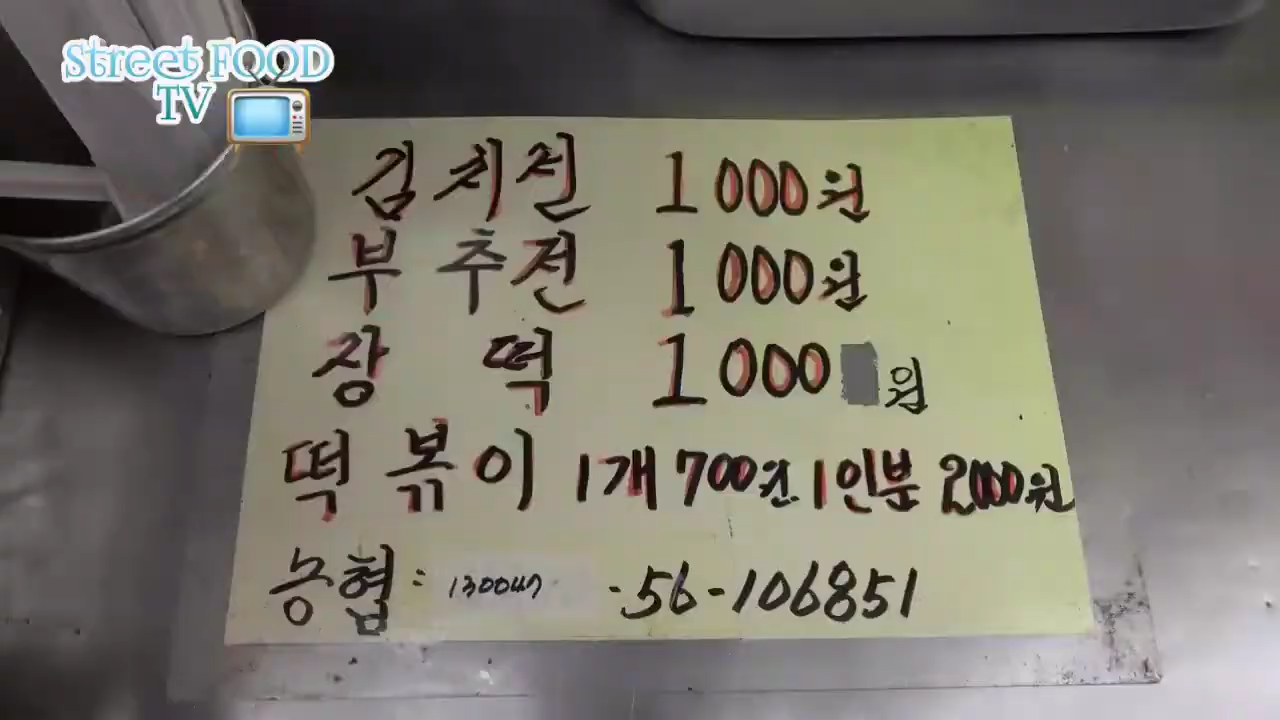 Street FOOD
TV
김치전 1000원
부추전 1000원
장떡 1000원
떡볶이 1개 700원 1인분 2000원
농협: 130047-56-106851